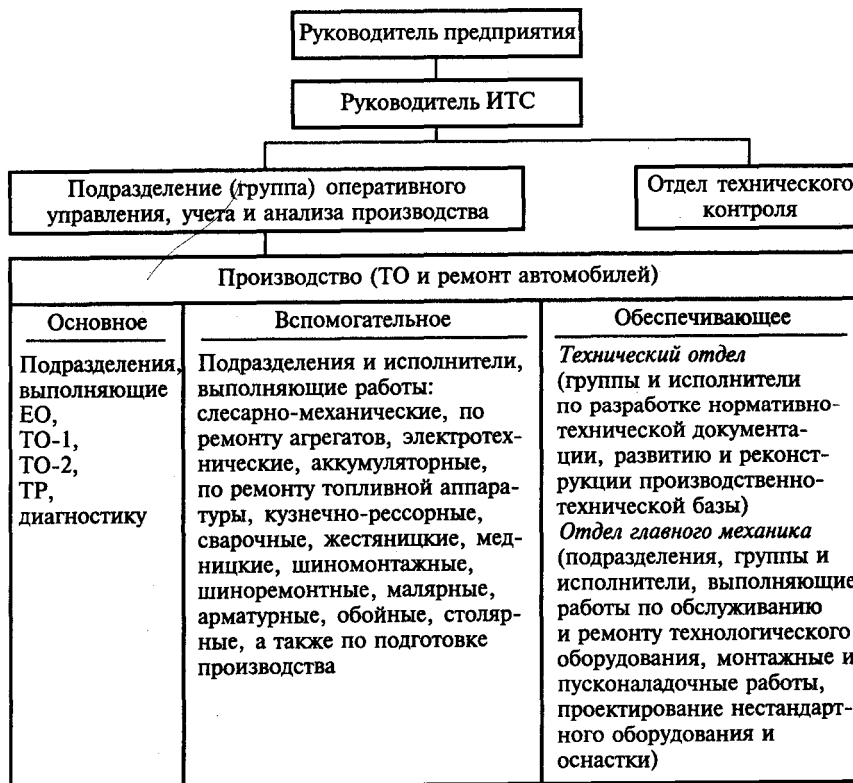 Руководитель предприятия
Руководитель ИТС
Подразделение (группа) оперативного
управления, учета и анализа производства
Отдел технического
контроля
Производство (ТО и ремонт автомобилей)
Основное
Подразделения,
выполняющие
ЕО,
ТО-1,
ТО-2,
ТР,
диагностику
Вспомогательное
Подразделения и исполнители,
выполняющие работы:
слесарно-механические, по
ремонту агрегатов, электротех-
нические, аккумуляторные,
по ремонту топливной аппара-
туры, кузнечно-рессорные,
сварочные, жестяницкие, мед-
ницкие, шиномонтажные,
шиноремонтные, малярные,
арматурные, обойные, столяр-
ные, а также по подготовке
производства
Обеспечивающее
Технический отдел
(группы и исполнители
по разработке нормативно-
технической документа-
ции, развитию и реконст-
рукции производственно-
технической базы)
Отдел главного механика
(подразделения, группы и
исполнители, выполняющие
работы по обслуживанию
и ремонту технологического
оборудования, монтажные и
пусконаладочные работы,
проектирование нестандарт-
ного оборудования и
оснастки)